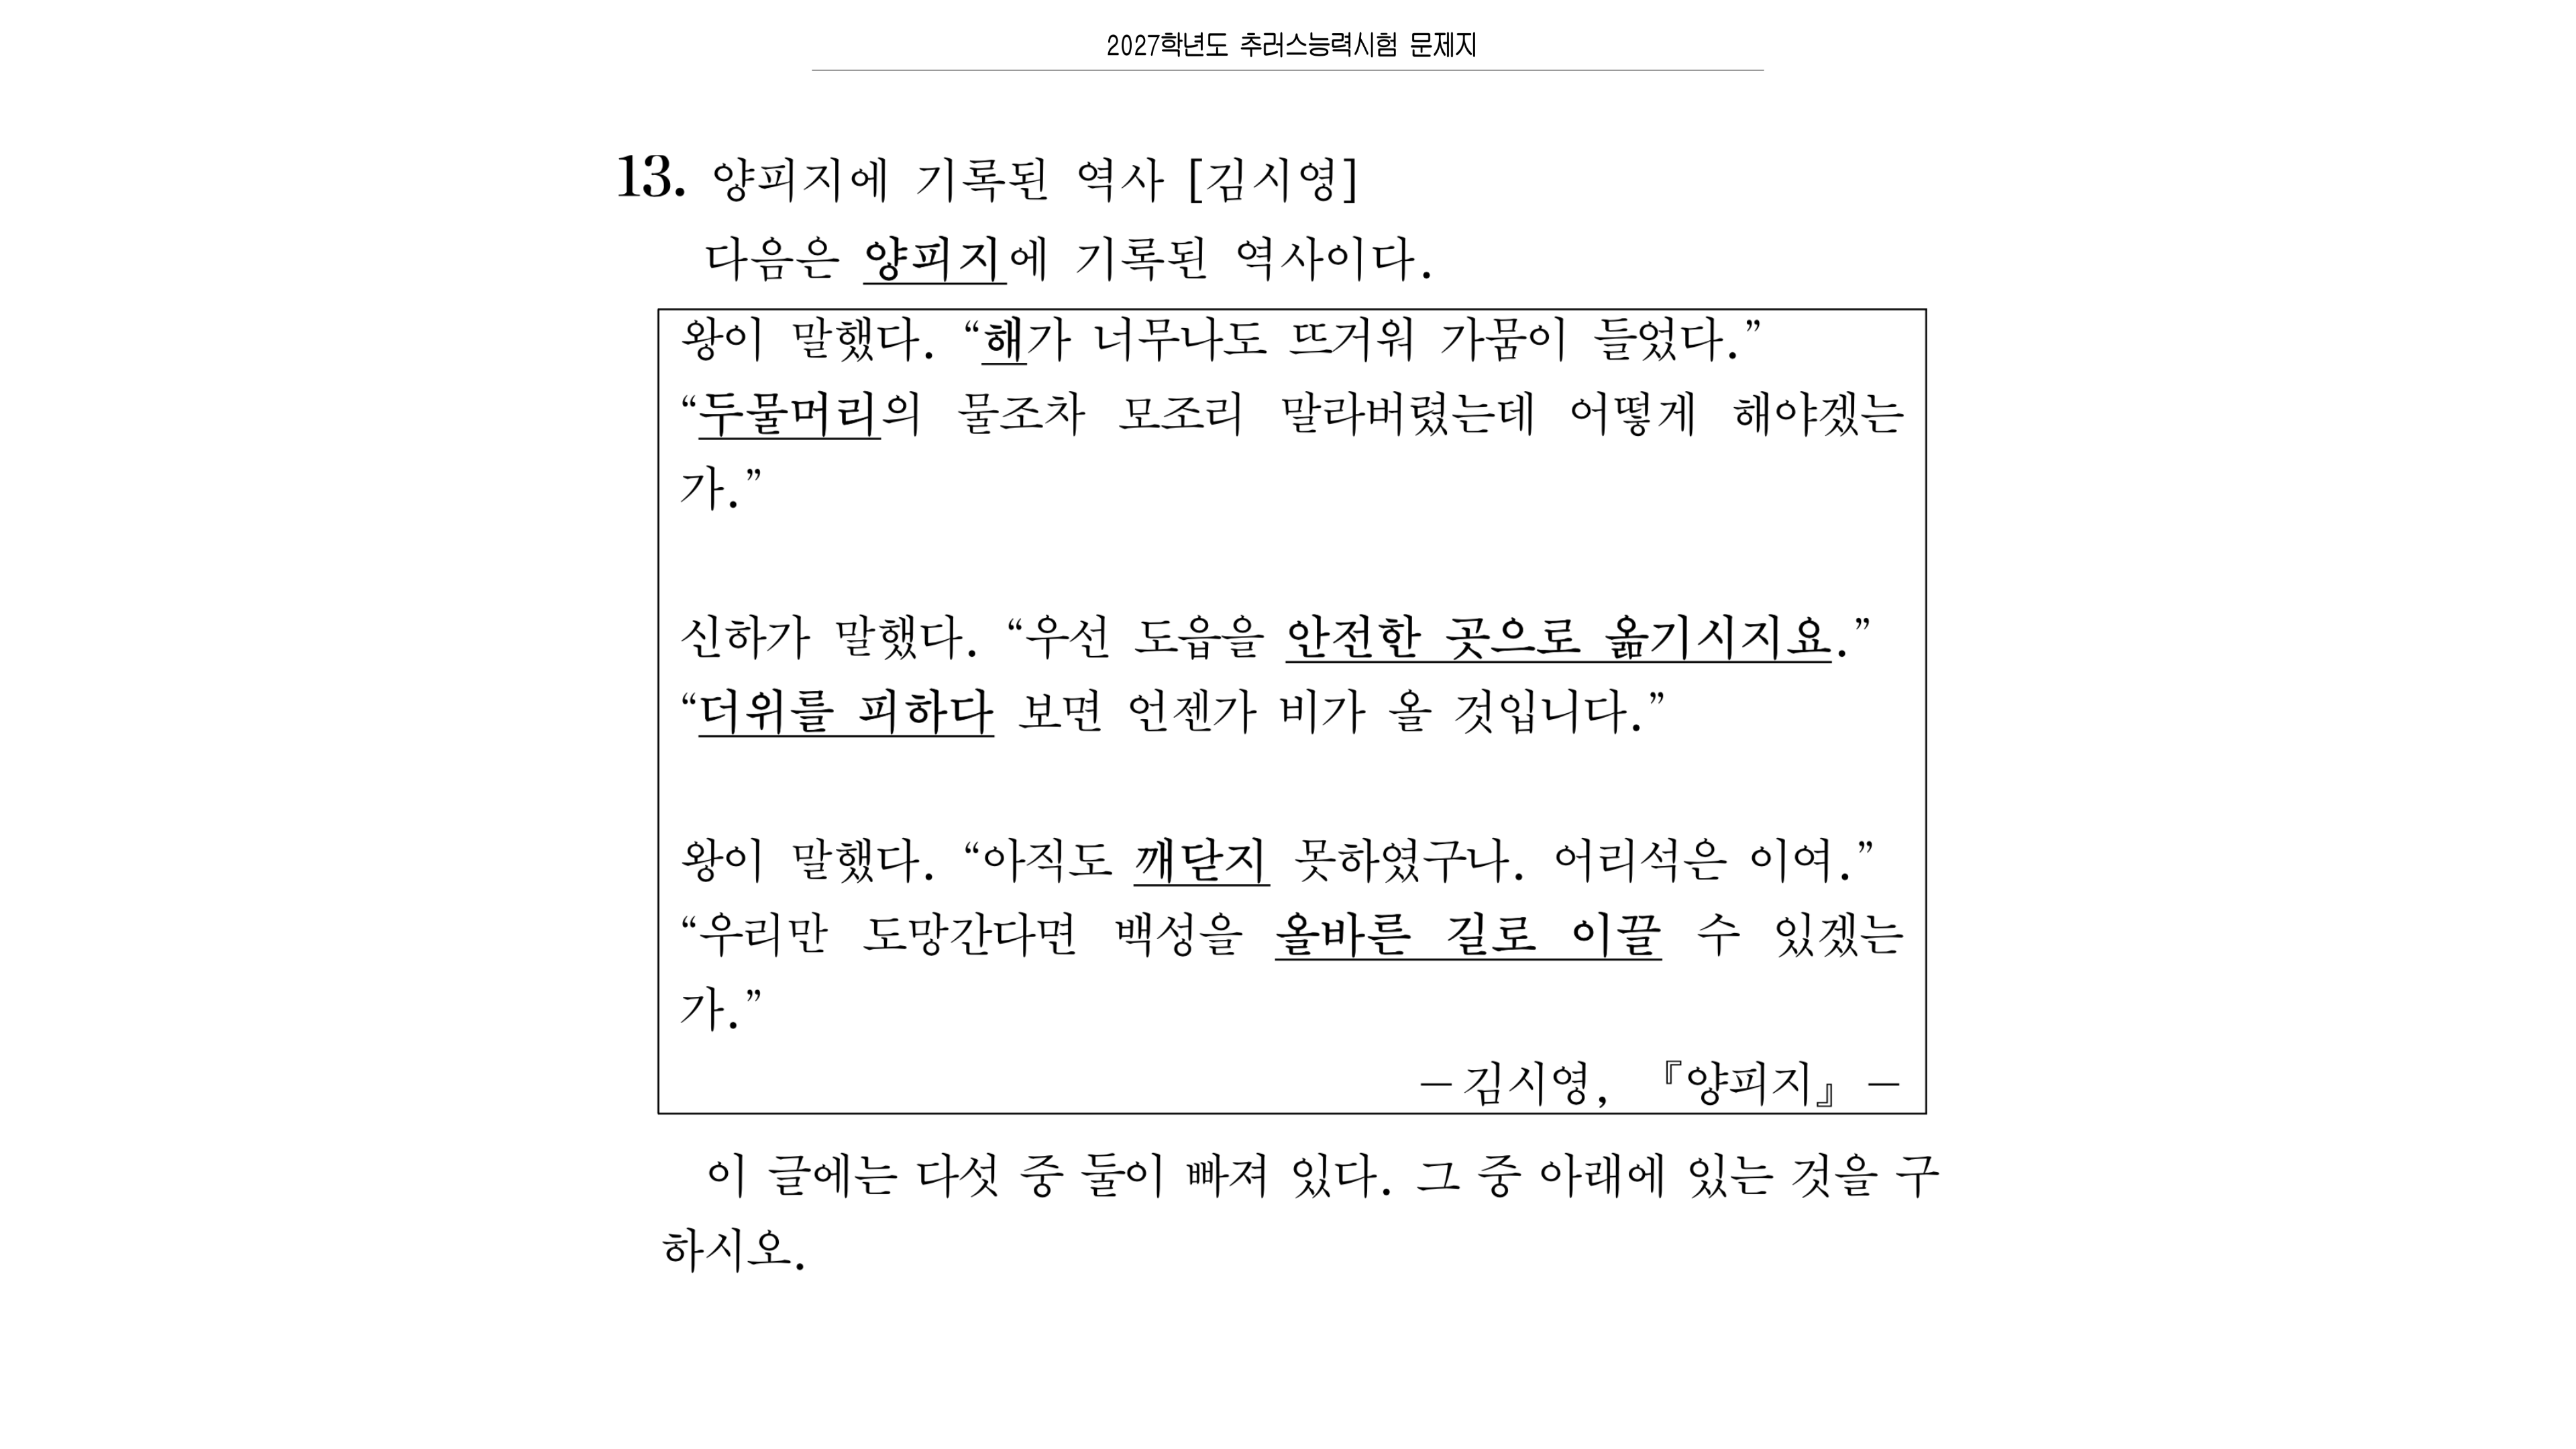 2027학년도 추러스능력시험 문제지
13. 양피지에 기록된 역사 [김시영]
다음은 양피지에 기록된 역사이다.
왕이 말했다. “해가 너무나도 뜨거워 가뭄이 들었다.”
“두물머리의 물조차 모조리 말라버렸는데 어떻게 해야겠는
가.”
신하가 말했다. “우선 도읍을 안전한 곳으로 옮기시지요.”
“더위를 피하다 보면 언젠가 비가 올 것입니다.”
왕이 말했다. “아직도 깨닫지 못하였구나. 어리석은 이여.”
“우리만 도망간다면 백성을 올바른 길로 이끌 수 있겠는
가.”
－김시영, 『양피지』－
이 글에는 다섯 중 둘이 빠져 있다. 그 중 아래에 있는 것을 구
하시오.